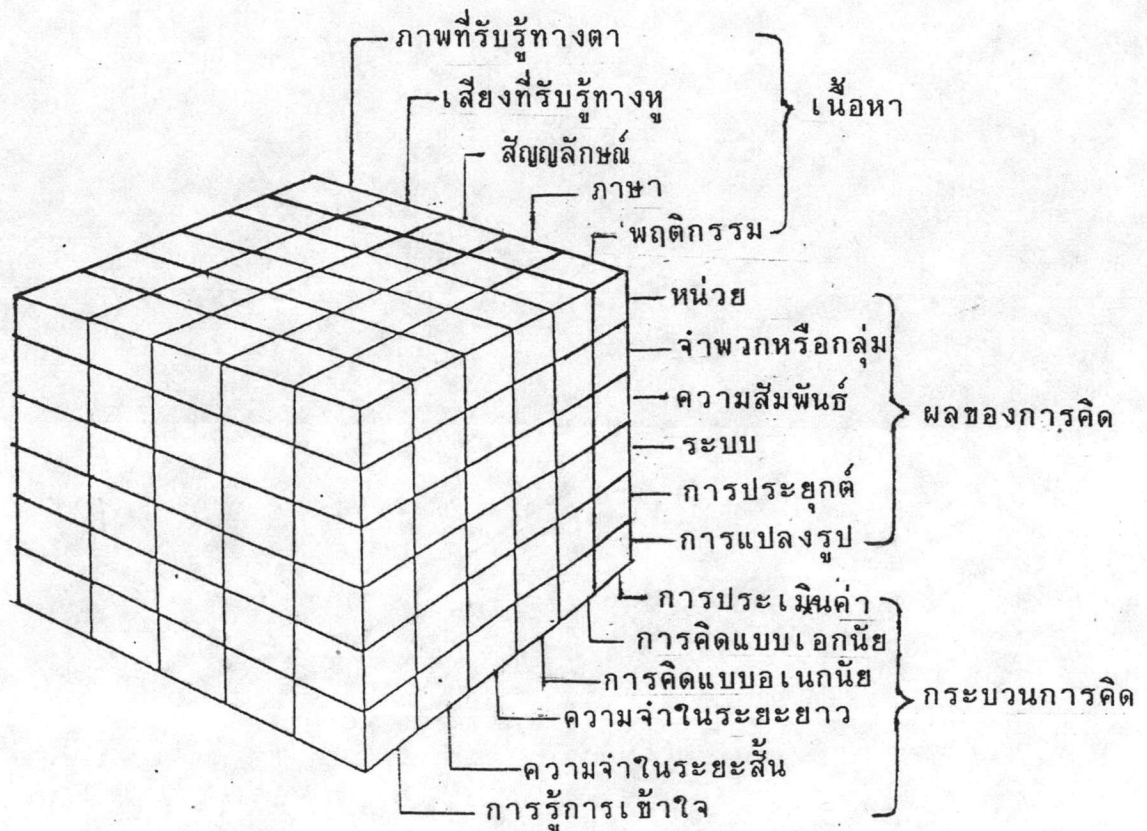 ภาพที่รับรู้ทางตา
เสียงที่รับรู้ทางหู
เนื้อหา
สัญญลักษณ์
ภาษา
พฤติกรรม
หน่วย
จำพวกหรือกลุ่ม
ความสัมพันธ์
ผลของการคิด
ระบบ
การประยุกต์
การแปลงรูป
การประเมินค่า
การคิดแบบเอกนัย
การคิดแบบอเนกนัย
กระบวนการคิด
ความจำในระยะยาว
ความจำในระยะสั้น
การรู้การเข้าใจ